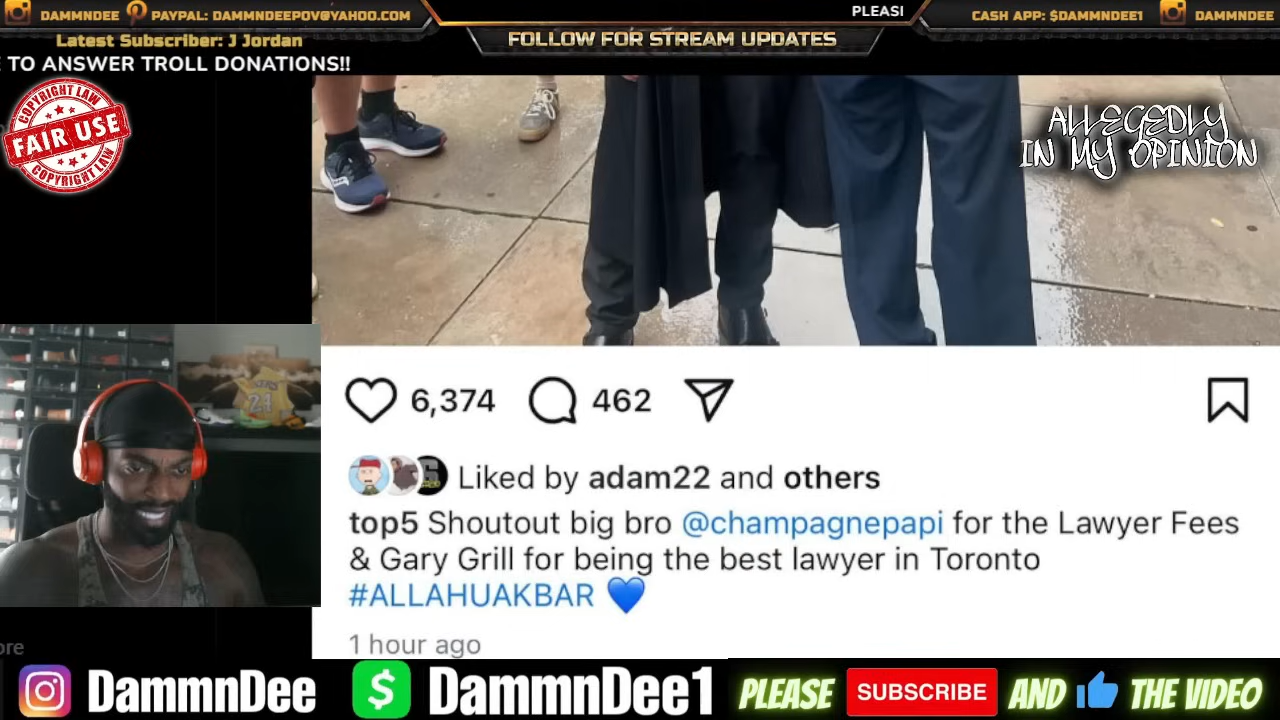 DAMMNDEE PAYPAL: DAMMNDEEPOV@YAHOO.COM
PLEASI
CASH APP: $DAMMNDEE1 DAMMNDEE
Latest Subscriber: J Jordan
FOLLOW FOR STREAM UPDATES
TO ANSWER TROLL DONATIONS!!
COPYRIGHT LAW
FAIR USE
COPYRIGHT LAW
ALLEGEDLY
IN MY OPINION
24
6,374 462
Liked by adam22 and others
top5 Shoutout big bro @champagnepapi for the Lawyer Fees
& Gary Grill for being the best lawyer in Toronto
#ALLAHUAKBAR 💙
1 hour ago
ore
DammnDee $ DammnDee1 PLEASE SUBSCRIBE AND THE VIDEO